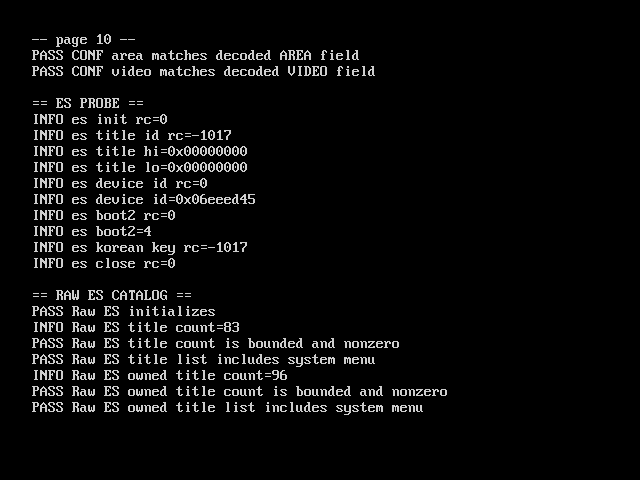 -- page 10 --
PASS CONF area matches decoded AREA field
PASS CONF video matches decoded VIDEO field
== ES PROBE ==
INFO es init rc=0
INFO es title id rc=-1017
INFO es title hi=0x00000000
INFO es title lo=0x00000000
INFO es device id rc=0
INFO es device id=0x06eeed45
INFO es boot2 rc=0
INFO es boot2=4
INFO es korean key rc=-1017
INFO es close rc=0
== RAW ES CATALOG ==
PASS Raw ES initializes
INFO Raw ES title count=83
PASS Raw ES title count is bounded and nonzero
PASS Raw ES title list includes system menu
INFO Raw ES owned title count=96
PASS Raw ES owned title count is bounded and nonzero
PASS Raw ES owned title list includes system menu